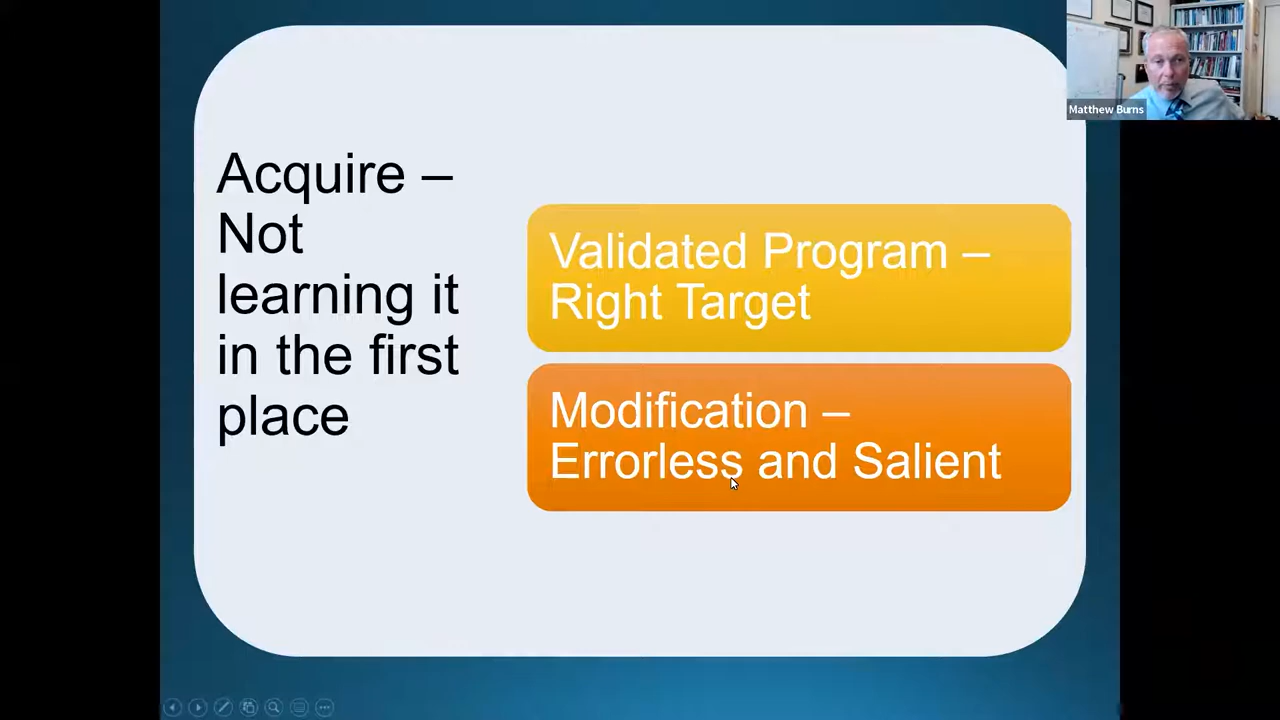 Acquire –
Not
learning it
in the first
place
Validated Program –
Right Target
Modification –
Errorless and Salient
Matthew Burns